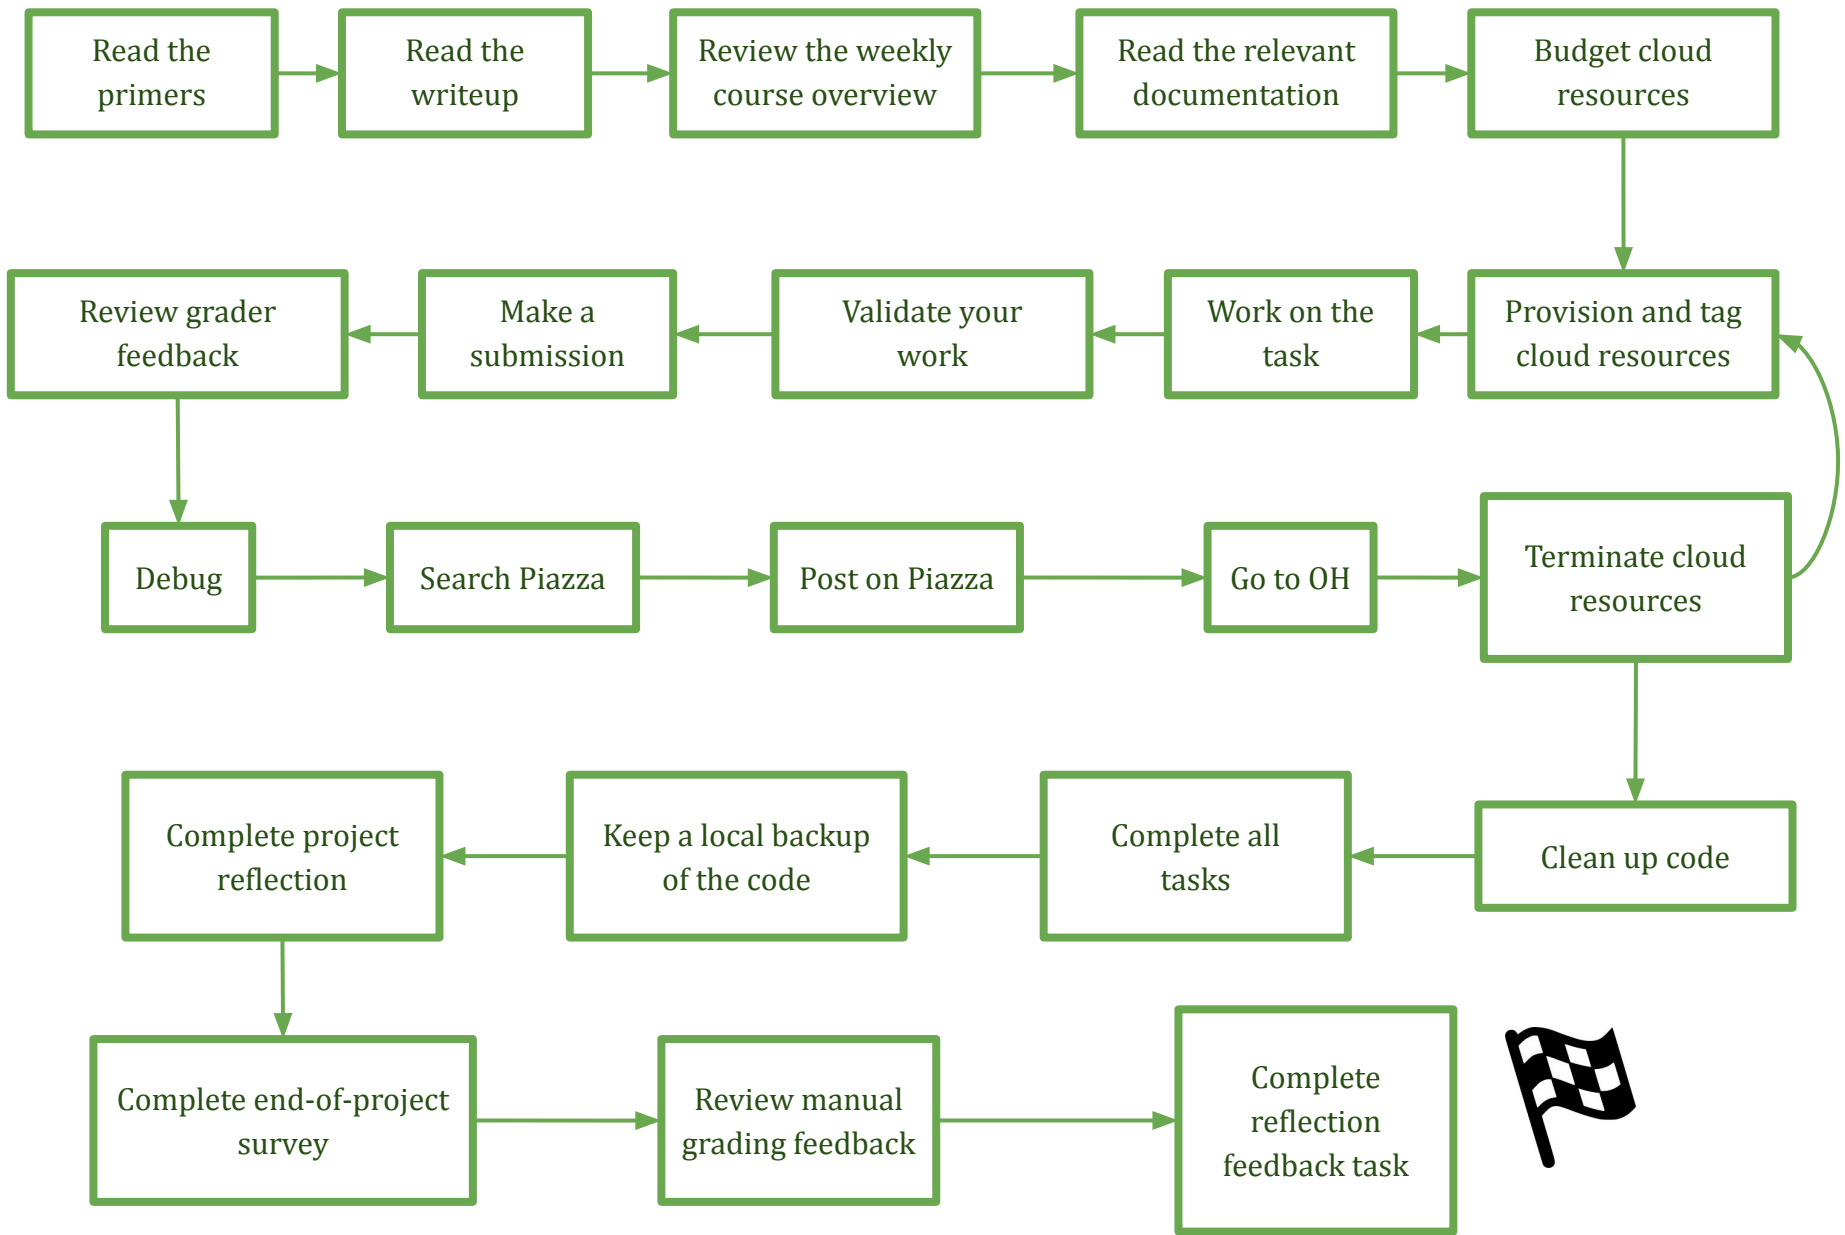 Read the
primers
Read the
writeup
Review the weekly
course overview
Read the relevant
documentation
Budget cloud
resources
Provision and tag
cloud resources
Work on the
task
Validate your
work
Make a
submission
Review grader
feedback
Debug
Search Piazza
Post on Piazza
Go to OH
Terminate cloud
resources
Clean up code
Complete all
tasks
Keep a local backup
of the code
Complete project
reflection
Complete end-of-project
survey
Review manual
grading feedback
Complete
reflection
feedback task